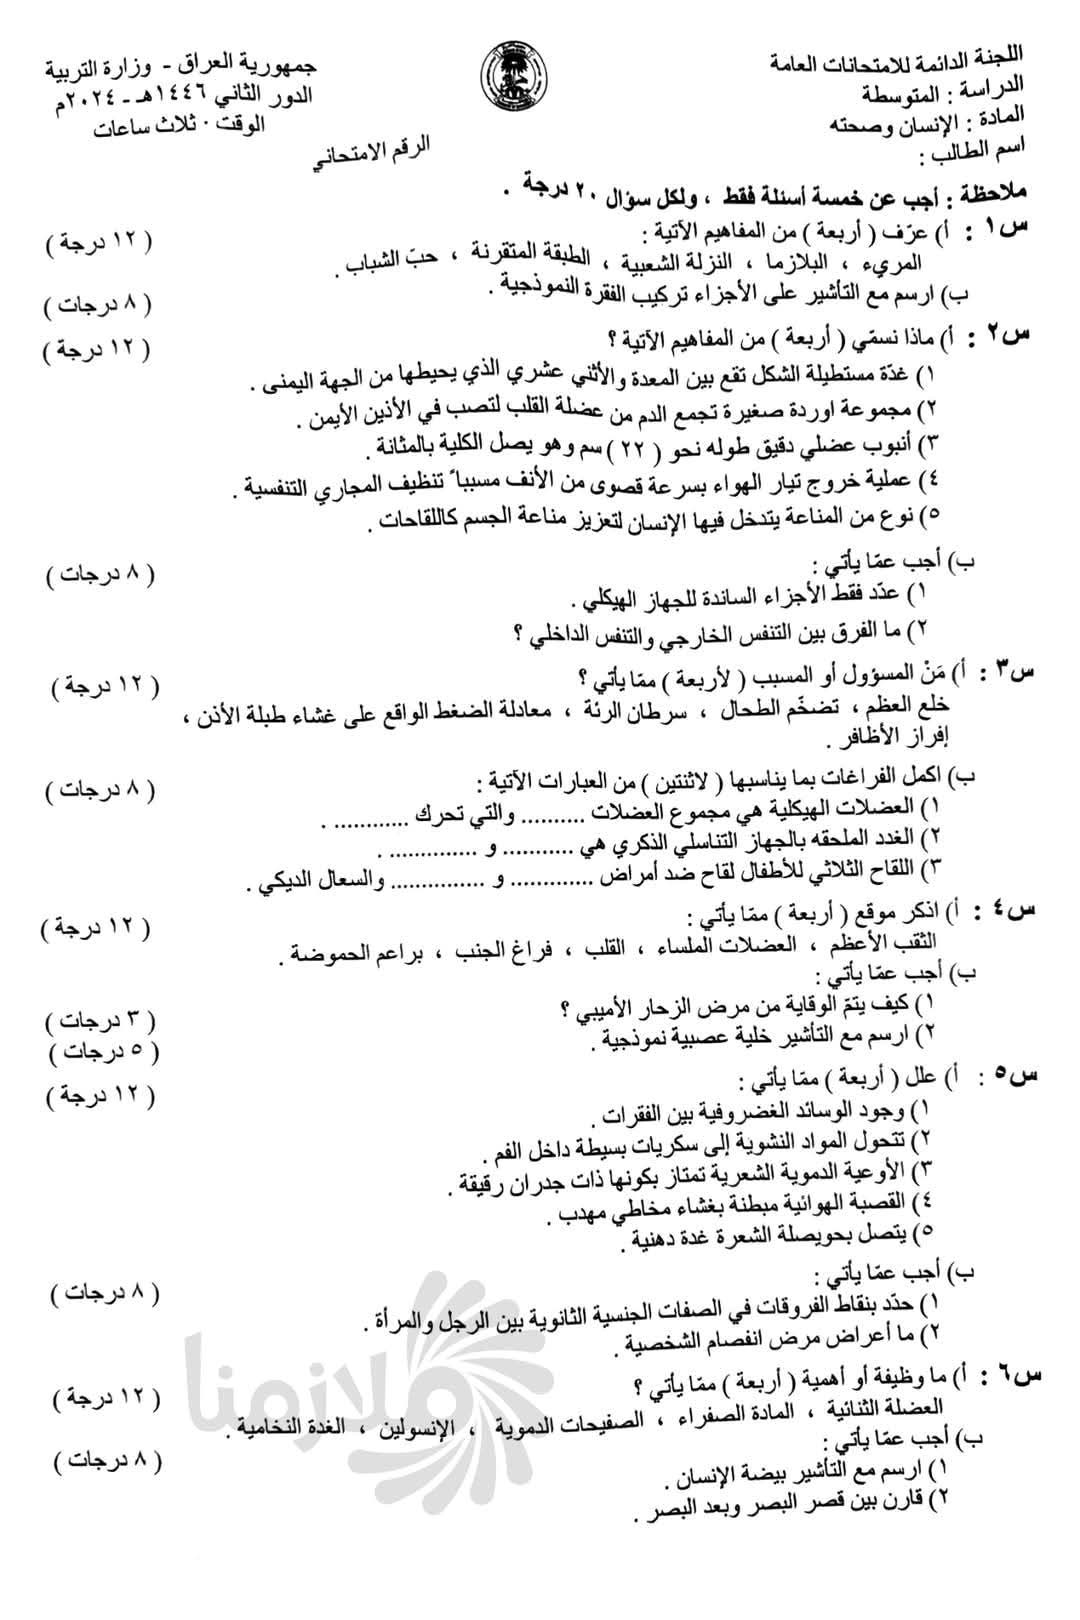 اللجنة الدائمة للامتحانات العامة
الدراسة : المتوسطة
المادة : الإنسان وصحته
اسم الطالب :
جمهورية العراق - وزارة التربية
الدور الثاني ١٤٤٦هـ - ٢٠٢٤م
الوقت : ثلاث ساعات
الرقم الامتحاني
ملاحظة : أجب عن خمسة أسئلة فقط ، ولكل سؤال ٢٠ درجة .
س١ : أ) عرّف ( أربعة ) من المفاهيم الآتية : ( ١٢ درجة )
المريء ، البلازما ، النزلة الشعبية ، الطبقة المتقرنة ، حبّ الشباب .
ب) ارسم مع التأشير على الأجزاء تركيب الفقرة النموذجية . ( ٨ درجات )
س٢ : أ) ماذا نسمّي ( أربعة ) من المفاهيم الآتية ؟ ( ١٢ درجة )
١) غدّة مستطيلة الشكل تقع بين المعدة والأثني عشري الذي يحيطها من الجهة اليمنى .
٢) مجموعة اوردة صغيرة تجمع الدم من عضلة القلب لتصب في الأذين الأيمن .
٣) أنبوب عضلي دقيق طوله نحو ( ٢٢ ) سم وهو يصل الكلية بالمثانة .
٤) عملية خروج تيار الهواء بسرعة قصوى من الأنف مسبباً تنظيف المجاري التنفسية .
٥) نوع من المناعة يتدخل فيها الإنسان لتعزيز مناعة الجسم كاللقاحات .
ب) أجب عمّا يأتي : ( ٨ درجات )
١) عدّد فقط الأجزاء الساندة للجهاز الهيكلي .
٢) ما الفرق بين التنفس الخارجي والتنفس الداخلي ؟
س٣ : أ) مَنْ المسؤول أو المسبب ( لأربعة ) ممّا يأتي ؟ ( ١٢ درجة )
خلع العظم ، تضخّم الطحال ، سرطان الرئة ، معادلة الضغط الواقع على غشاء طبلة الأذن ،
إفراز الأظافر .
ب) اكمل الفراغات بما يناسبها ( لاثنتين ) من العبارات الآتية : ( ٨ درجات )
١) العضلات الهيكلية هي مجموع العضلات .......... والتي تحرك ............ .
٢) الغدد الملحقه بالجهاز التناسلي الذكري هي ........... و .............. .
٣) اللقاح الثلاثي للأطفال لقاح ضد أمراض ............. و ............... والسعال الديكي .
س٤ : أ) اذكر موقع ( أربعة ) ممّا يأتي : ( ١٢ درجة )
الثقب الأعظم ، العضلات الملساء ، القلب ، فراغ الجنب ، براعم الحموضة .
ب) أجب عمّا يأتي :
١) كيف يتمّ الوقاية من مرض الزحار الأميبي ؟ ( ٣ درجات )
٢) ارسم مع التأشير خلية عصبية نموذجية . ( ٥ درجات )
س٥ : أ) علل ( أربعة ) ممّا يأتي : ( ١٢ درجة )
١) وجود الوسائد الغضروفية بين الفقرات .
٢) تتحول المواد النشوية إلى سكريات بسيطة داخل الفم .
٣) الأوعية الدموية الشعرية تمتاز بكونها ذات جدران رقيقة .
٤) القصبة الهوائية مبطنة بغشاء مخاطي مهدب .
٥) يتصل بحويصلة الشعرة غدة دهنية .
ب) أجب عمّا يأتي : ( ٨ درجات )
١) حدّد بنقاط الفروقات في الصفات الجنسية الثانوية بين الرجل والمرأة .
٢) ما أعراض مرض انفصام الشخصية .
س٦ : أ) ما وظيفة أو أهمية ( أربعة ) ممّا يأتي ؟ ( ١٢ درجة )
العضلة الثنائية ، المادة الصفراء ، الصفيحات الدموية ، الإنسولين ، الغدة النخامية .
ب) أجب عمّا يأتي : ( ٨ درجات )
١) ارسم مع التأشير بيضة الإنسان .
٢) قارن بين قصر البصر وبعد البصر .
ملازمنا